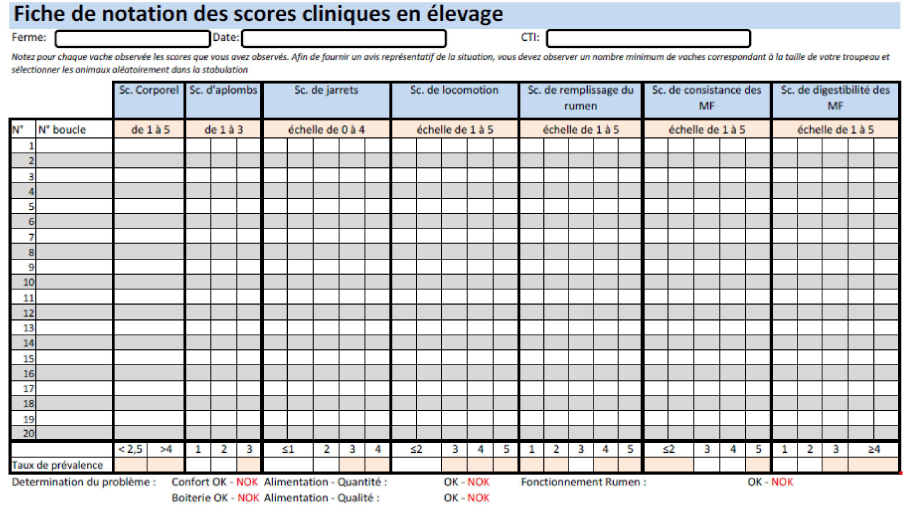 Fiche de notation des scores cliniques en élevage
Ferme: Date: CTI:
Notez pour chaque vache observée les scores que vous avez observés. Afin de fournir un avis représentatif de la situation, vous devez observer un nombre minimum de vaches correspondant à la taille de votre troupeau et
sélectionner les animaux aléatoirement dans la stabulation
Sc. Corporel Sc. d'aplombs Sc. de jarrets Sc. de locomotion Sc. de remplissage du Sc. de consistance des Sc. de digestibilité des
rumen MF MF
N° N° boucle de 1 à 5 de 1 à 3 échelle de 0 à 4 échelle de 1 à 5 échelle de 1 à 5 échelle de 1 à 5 échelle de 1 à 5
1
2
3
4
5
6
7
8
9
10
11
12
13
14
15
16
17
18
19
20
< 2,5 >4 1 2 3 ≤1 2 3 4 ≤2 3 4 5 1 2 3 4 5 ≤2 3 4 5 1 2 3 ≥4
Taux de prévalence
Determination du problème : Confort OK - NOK Alimentation - Quantité : OK - NOK Fonctionnement Rumen : OK - NOK
Boiterie OK - NOK Alimentation - Qualité : OK - NOK